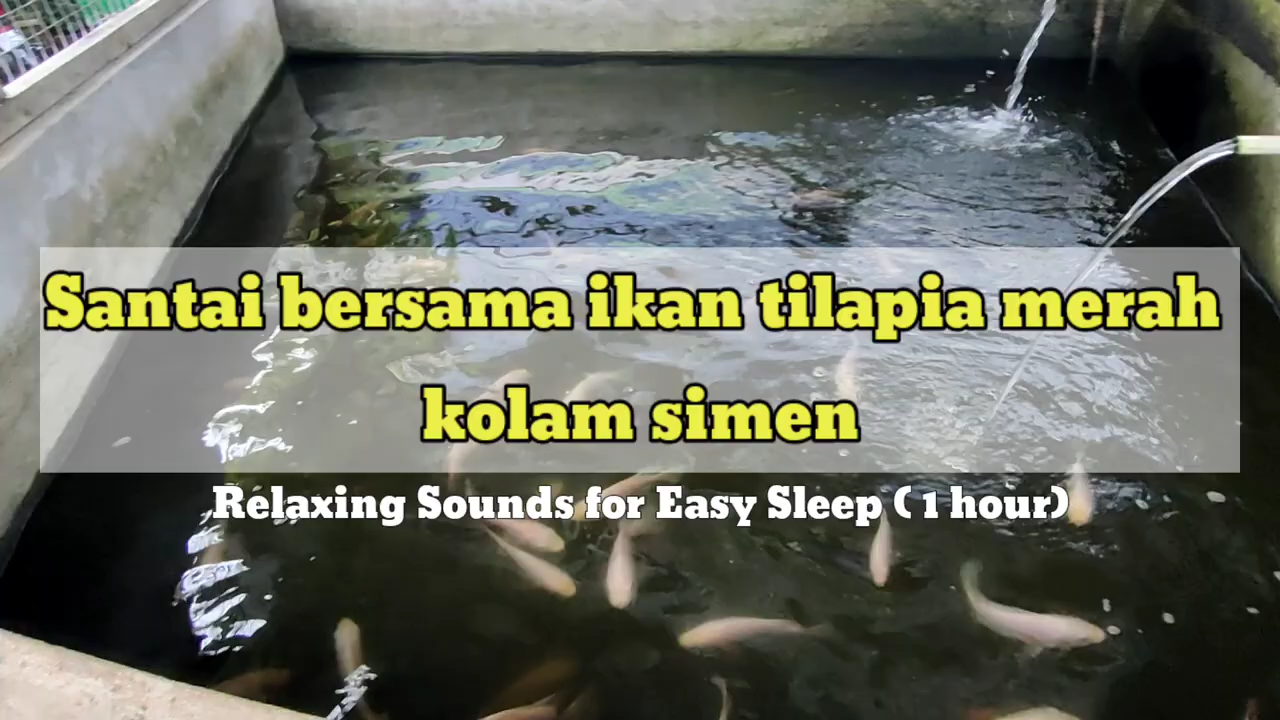 Santai bersama ikan tilapia merah
kolam simen
Relaxing Sounds for Easy Sleep ( 1 hour)